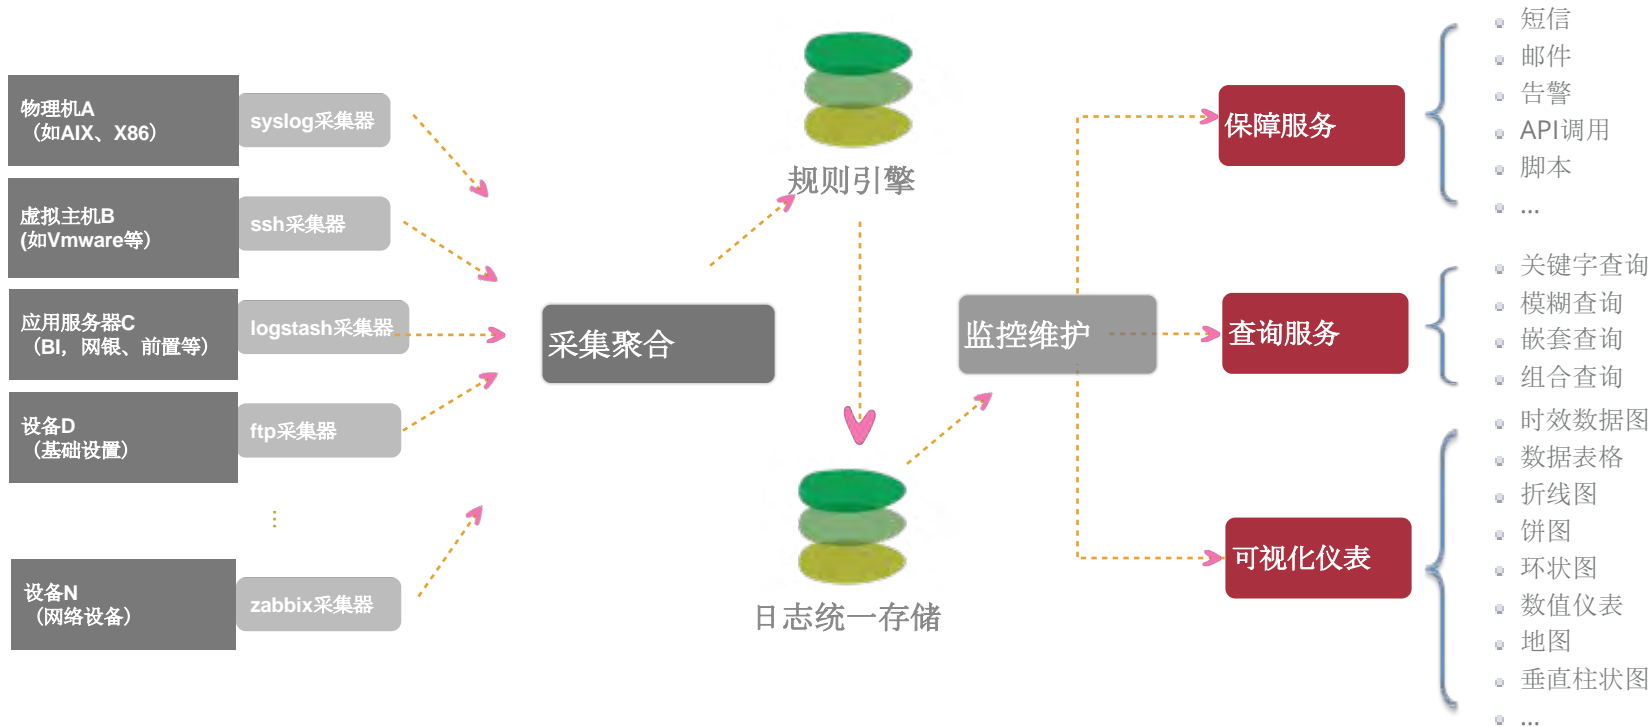 物理机A
（如AIX、X86）
syslog采集器
虚拟主机B
(如Vmware等）
ssh采集器
应用服务器C
（BI，网银、前置等）
logstash采集器
设备D
（基础设置）
ftp采集器
⋮
设备N
（网络设备）
zabbix采集器
采集聚合
规则引擎
日志统一存储
监控维护
保障服务
短信
邮件
告警
API调用
脚本
...
查询服务
关键字查询
模糊查询
嵌套查询
组合查询
可视化仪表
时效数据图
数据表格
折线图
饼图
环状图
数值仪表
地图
垂直柱状图
...